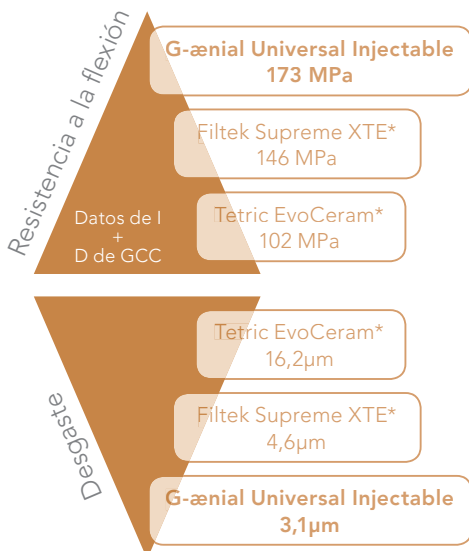 Resistencia a la flexión
G-ænial Universal Injectable
173 MPa
Filtek Supreme XTE*
146 MPa
Datos de I
+
D de GCC
Tetric EvoCeram*
102 MPa
Desgaste
Tetric EvoCeram*
16,2µm
Filtek Supreme XTE*
4,6µm
G-ænial Universal Injectable
3,1µm